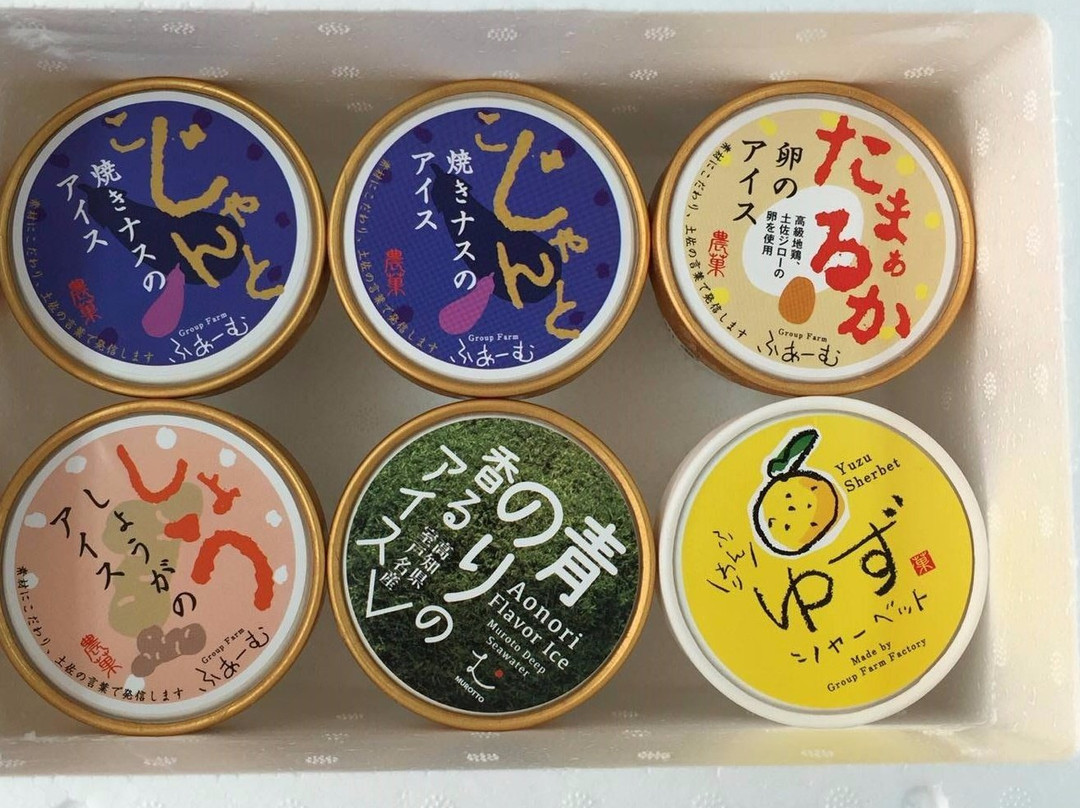 こじゃんと
焼きナスの
アイス
農菓
素材にこだわり、土佐の言葉で発信します
Group Farm
ふぁーむ
こじゃんと
焼きナスの
アイス
農菓
素材にこだわり、土佐の言葉で発信します
Group Farm
ふぁーむ
たまぁ
るか
卵の
アイス
高級地鶏、
土佐ジローの
卵を使用
農菓
素材にこだわり、土佐の言葉で発信します
Group Farm
ふぁーむ
しょうが
しょうがの
アイス
農菓
素材にこだわり、土佐の言葉で発信します
Group Farm
ふぁーむ
青
のりの
香る
アイス
高知県
室戸名産
Aonori
Flavor Ice
Muroto Deep
Seawater
MUROTTO
Yuzu
Sherbet
ゆず
シャーベット
菓
Made by
Group Farm Factory